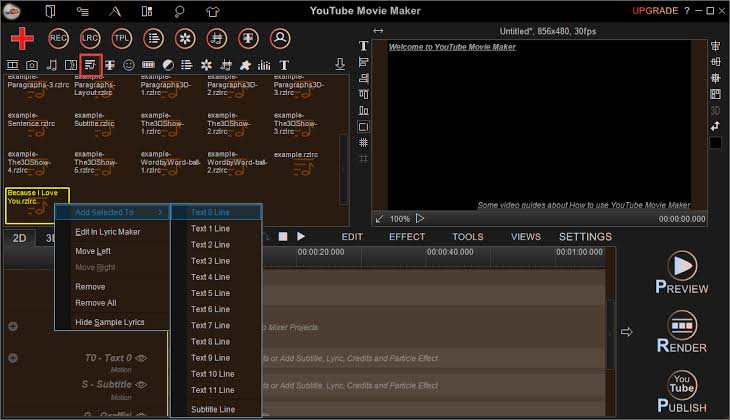 YouTube Movie Maker
UPGRADE ?
REC
LRC
TPL
Untitled*, 856x480, 30fps
Welcome to YouTube Movie Maker
example-
Paragraphs-3.rzlrc
example-
Paragraphs-
Layout.rzlrc
example-
Paragraphs3D-
1.rzlrc
example-
Paragraphs3D-
2.rzlrc
example-
Paragraphs3D-
3.rzlrc
example-
Sentence.rzlrc
example-
Subtitle.rzlrc
example-
The3DShow-
1.rzlrc
example-
The3DShow-
2.rzlrc
example-
The3DShow-
3.rzlrc
example-
The3DShow-
4.rzlrc
example-
The3DShow-
5.rzlrc
example-
WordbyWord-ball-
1.rzlrc
example-
WordbyWord-ball-
2.rzlrc
example.rzlrc
Because I Love
You.rzlrc
3D
Some video guides about How to use YouTube Movie Maker
100%
00:00:00.000
Add Selected To
Edit In Lyric Maker
Move Left
Move Right
Remove
Remove All
Hide Sample Lyrics
Text 0 Line
Text 1 Line
Text 2 Line
Text 3 Line
Text 4 Line
Text 5 Line
Text 6 Line
Text 7 Line
Text 8 Line
Text 9 Line
Text 10 Line
Text 11 Line
Subtitle Line
2D
EDIT
EFFECT
TOOLS
VIEWS
SETTINGS
00:00:20.000
00:00:40.000
00:01:00.000
to Mixer Projects
T0 - Text 0
Motion
ts or Add Subtitle, Lyric, Credits and Particle Effect
S - Subtitle
Motion
ts or Add Subtitle, Lyric, Credits and Particle Effect
G - Graffiti
PREVIEW
RENDER
You
Tube
PUBLISH